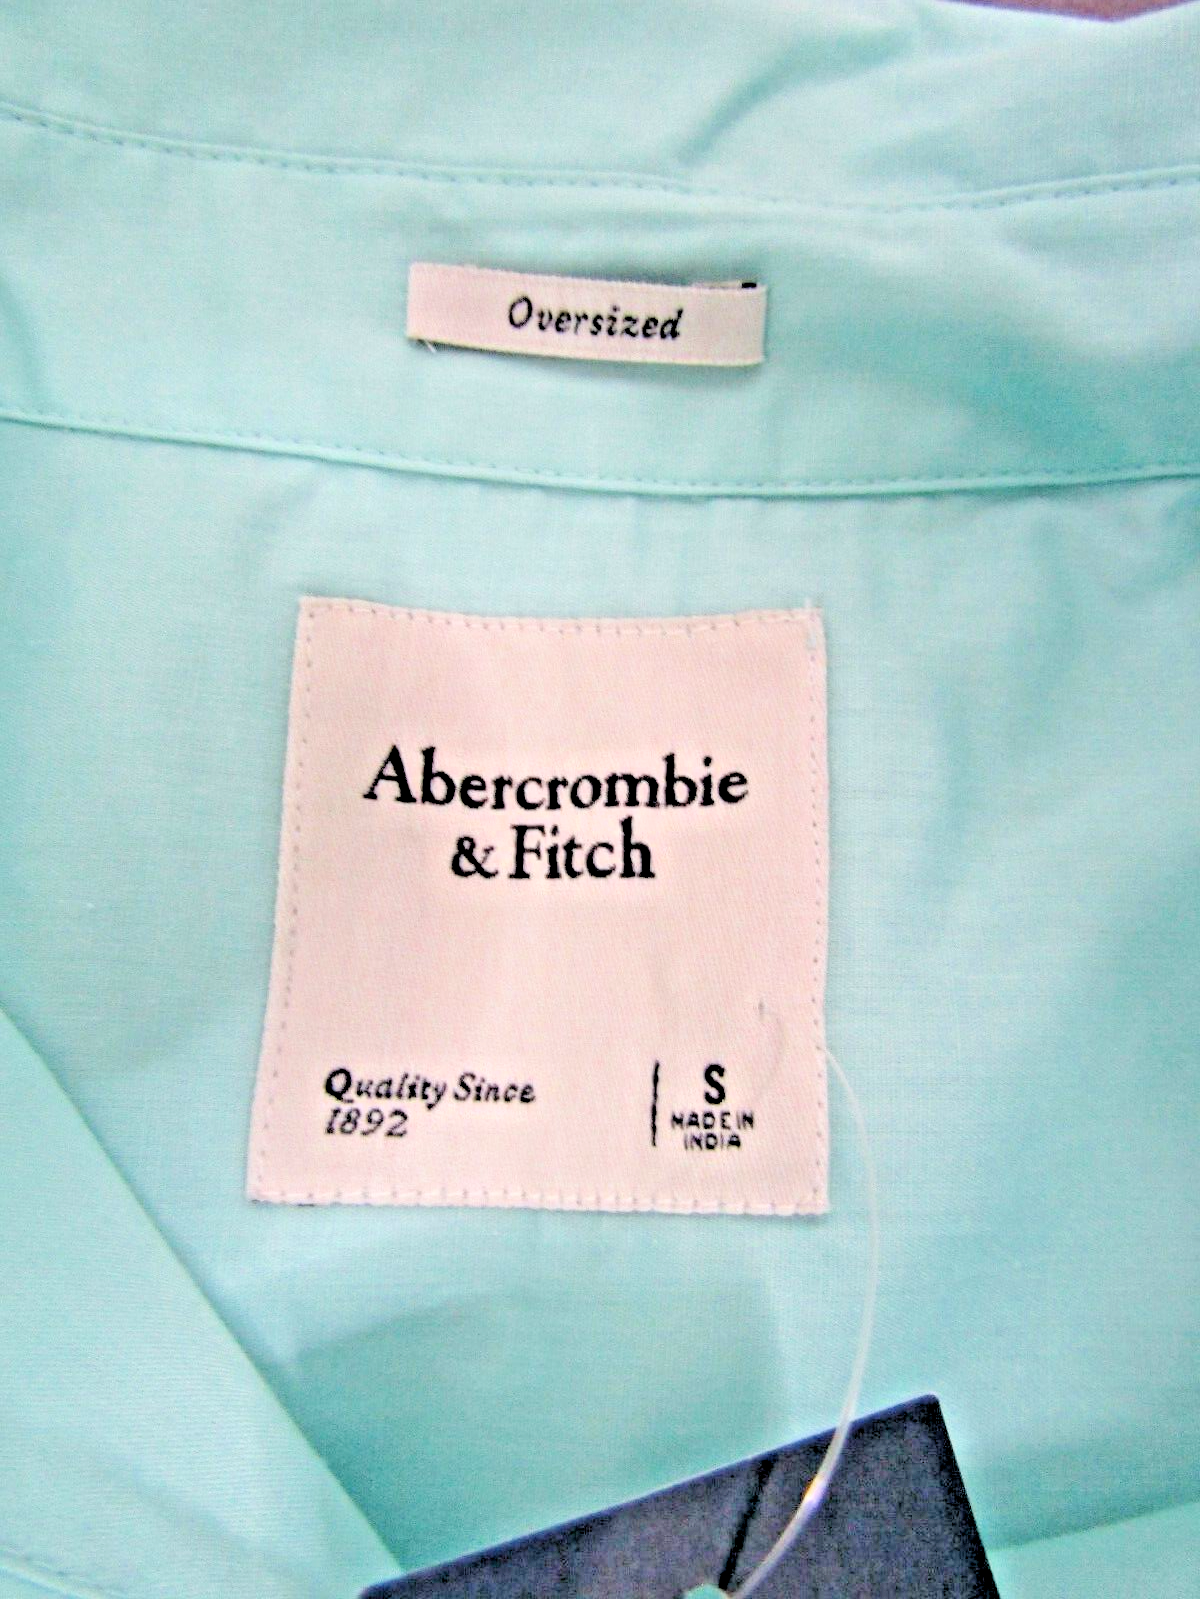 Oversized
Abercrombie
& Fitch
Quality Since
1892
S
MADE IN
INDIA